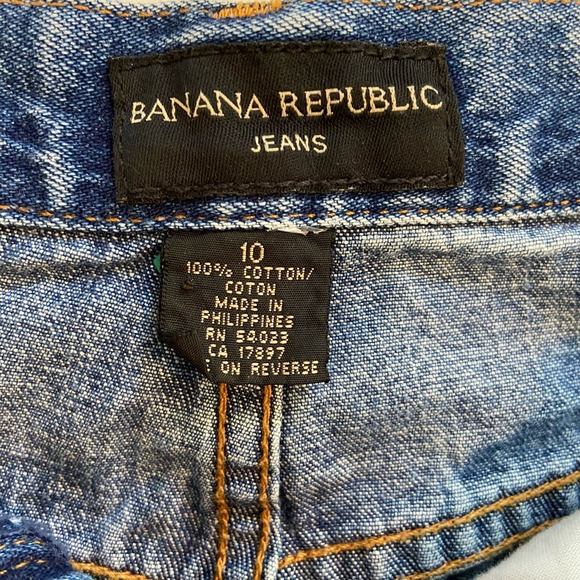 BANANA REPUBLIC
JEANS
10
100% COTTON/
COTON
MADE IN
PHILIPPINES
RN 54023
CA 17897
ON REVERSE